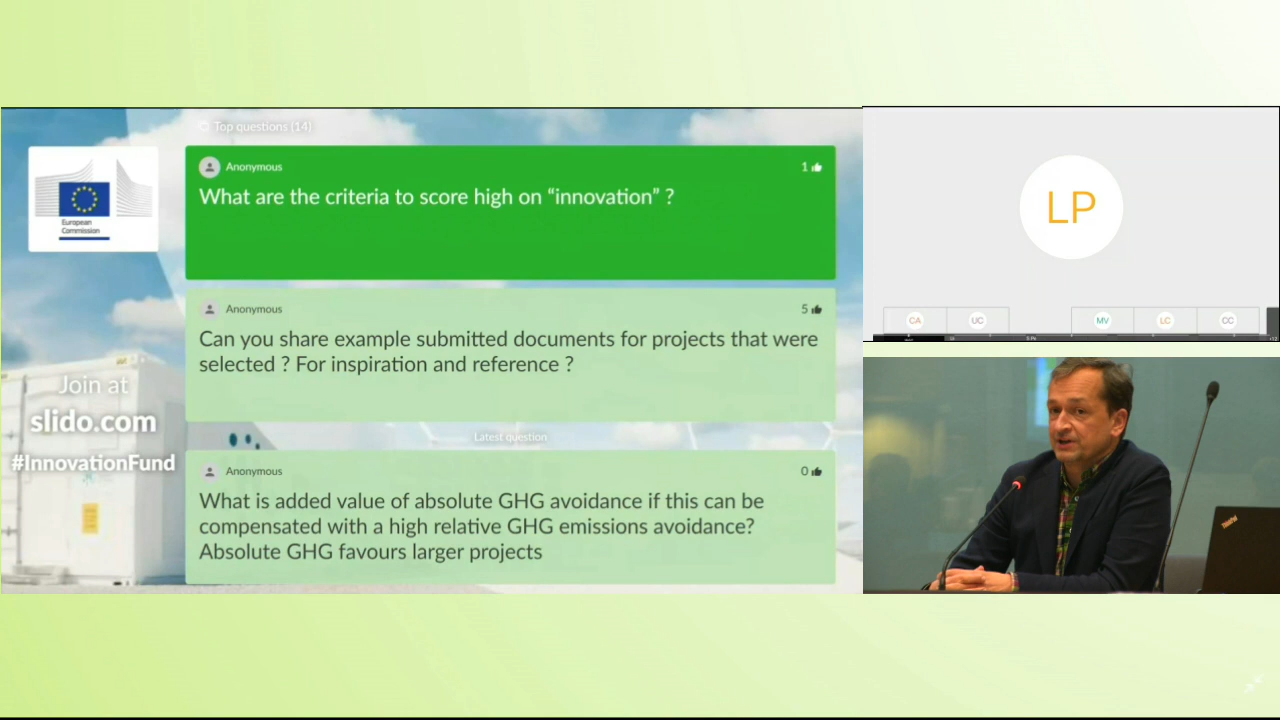 Top questions (14)
Anonymous
1
What are the criteria to score high on “innovation” ?
European
Commission
Anonymous
5
Can you share example submitted documents for projects that were
selected ? For inspiration and reference ?
Join at
slido.com
#InnovationFund
Latest question
Anonymous
0
What is added value of absolute GHG avoidance if this can be
compensated with a high relative GHG emissions avoidance?
Absolute GHG favours larger projects
LP
CA
UC
MV
LC
CC
ThinkPad